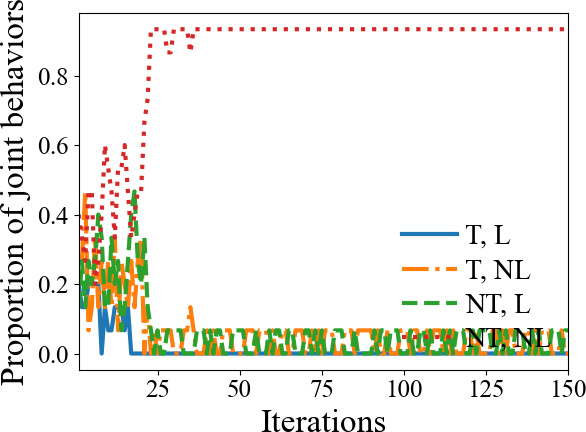 Proportion of joint behaviors
0.8
0.6
0.4
0.2
0.0
T, L
T, NL
NT, L
NT, NL
25 50 75 100 125 150
Iterations